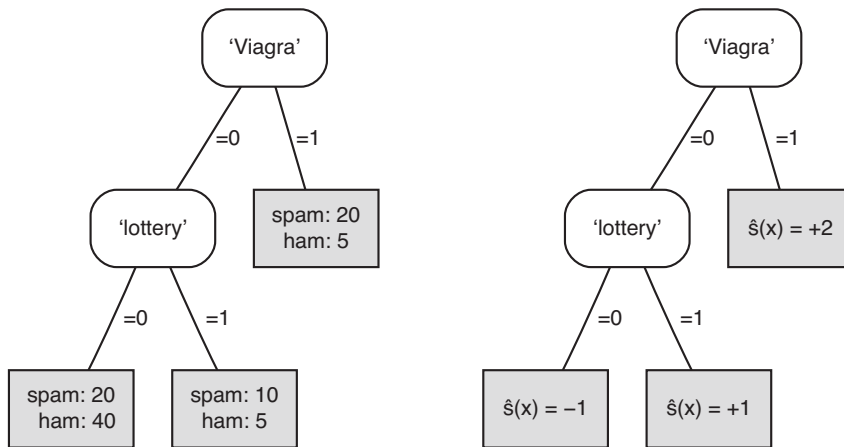 ‘Viagra’
=0
=1
‘lottery’
spam: 20
ham: 5
=0
=1
spam: 20
ham: 40
spam: 10
ham: 5
‘Viagra’
=0
=1
‘lottery’
ŝ(x) = +2
=0
=1
ŝ(x) = −1
ŝ(x) = +1